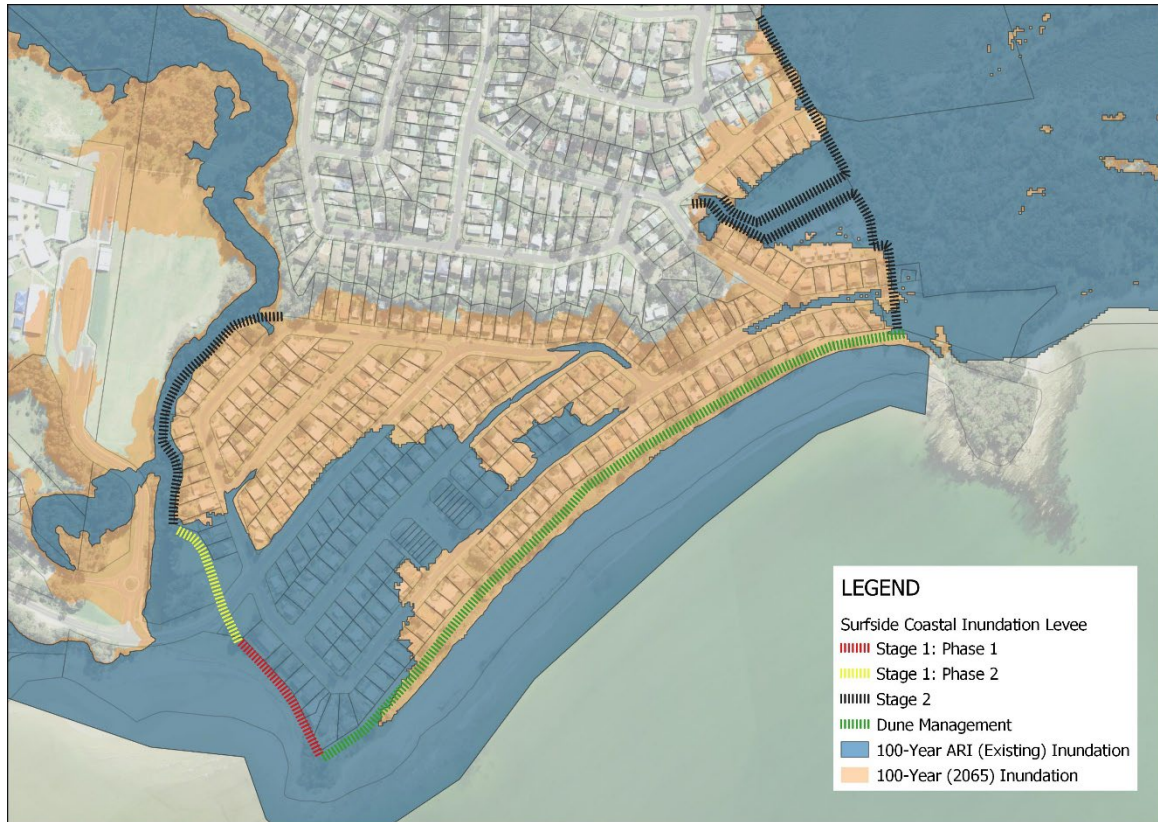 LEGEND
Surfside Coastal Inundation Levee
Stage 1: Phase 1
Stage 1: Phase 2
Stage 2
Dune Management
100-Year ARI (Existing) Inundation
100-Year (2065) Inundation